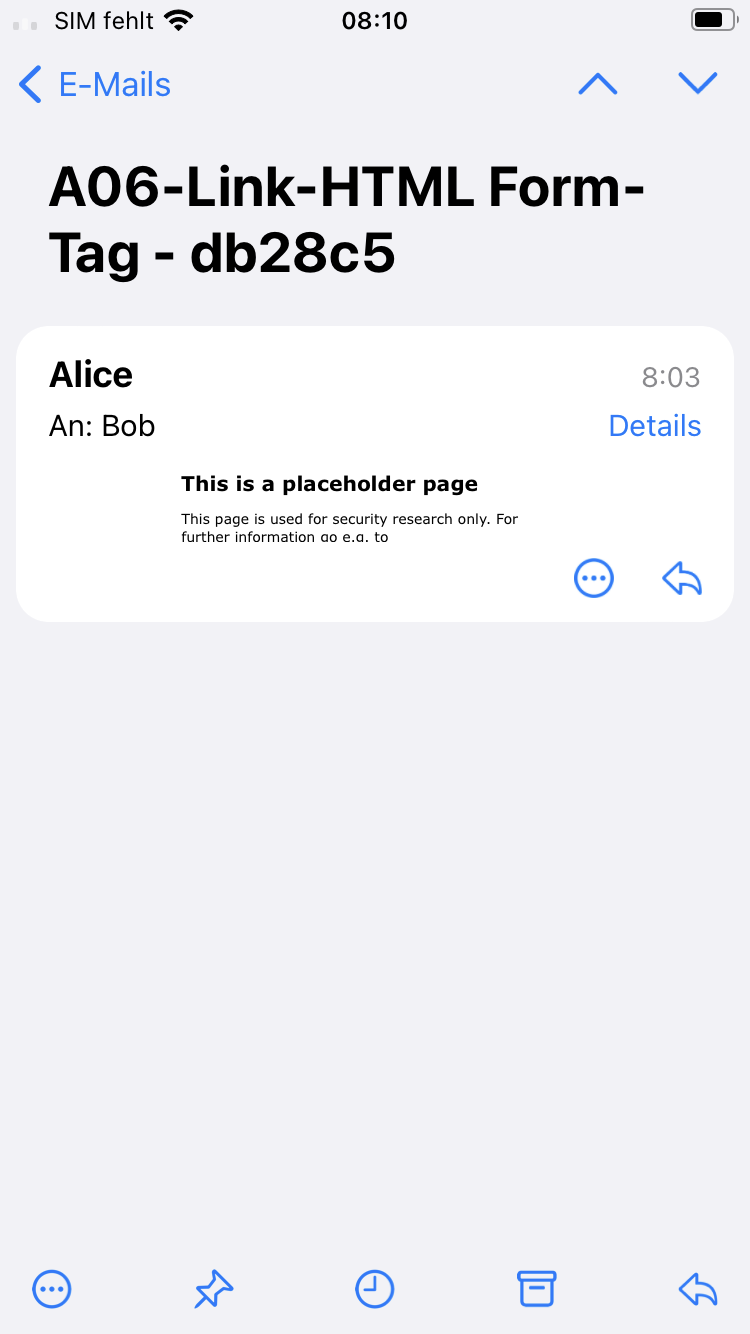 SIM fehlt 08:10
E-Mails
A06-Link-HTML Form-
Tag - db28c5
Alice 8:03
An: Bob Details
This is a placeholder page
This page is used for security research only. For
further information go e.g. to